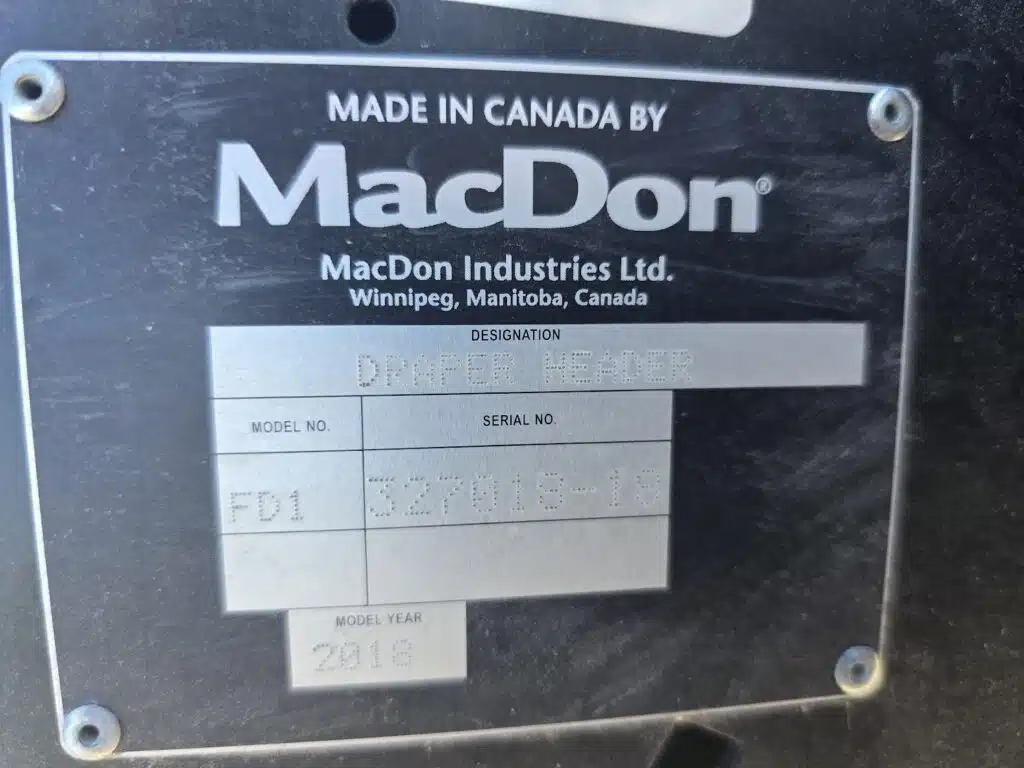 MADE IN CANADA BY
MacDon®
MacDon Industries Ltd.
Winnipeg, Manitoba, Canada
DESIGNATION
DRAPER HEADER
MODEL NO. SERIAL NO.
FD1 327018-18
MODEL YEAR
2018